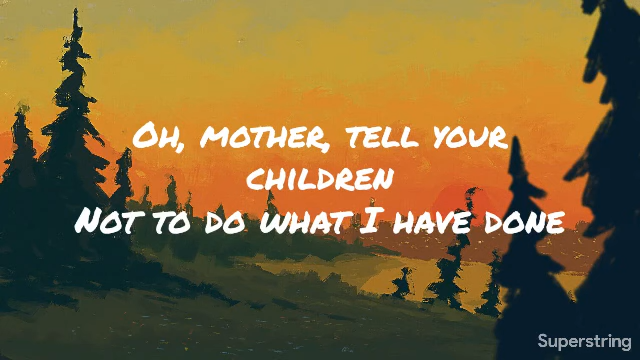 Oh, mother, tell your
children
Not to do what I have done
Superstring